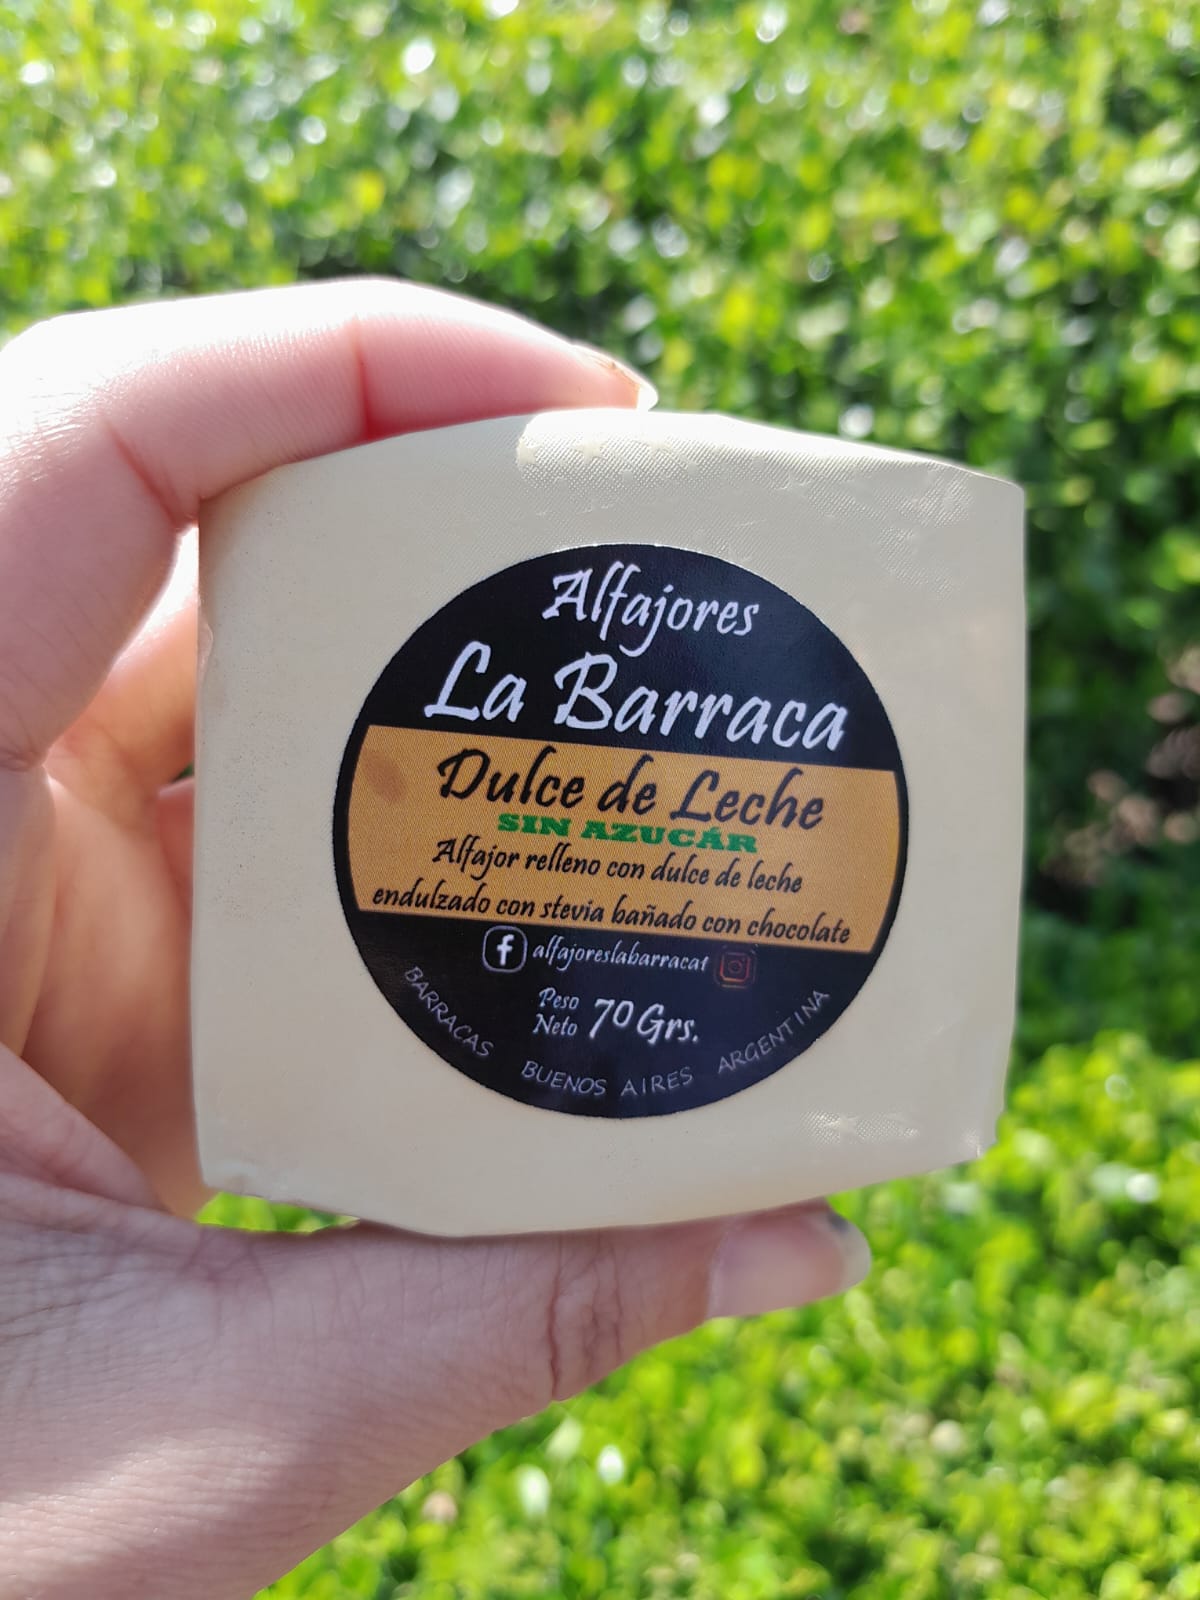 Alfajores
La Barraca
Dulce de Leche
SIN AZUCÁR
Alfajor relleno con dulce de leche
endulzado con stevia bañado con chocolate
alfajoreslabarraca1
Peso
Neto 70 Grs.
BARRACAS BUENOS AIRES ARGENTINA